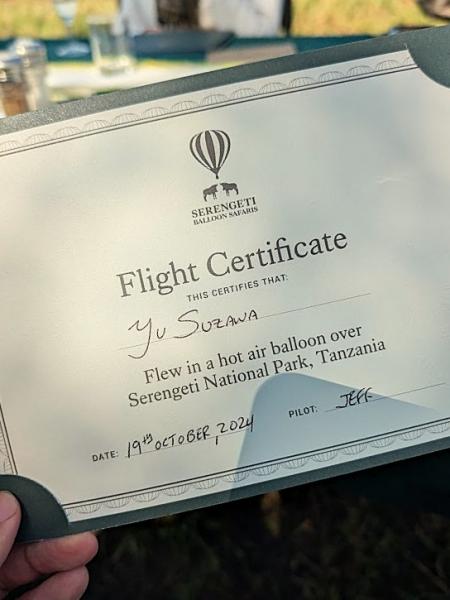 SERENGETI
BALLOON SAFARIS
Flight Certificate
THIS CERTIFIES THAT:
Yu SUZAWA
Flew in a hot air balloon over
Serengeti National Park, Tanzania
DATE: 19th OCTOBER, 2024 PILOT: JEFF